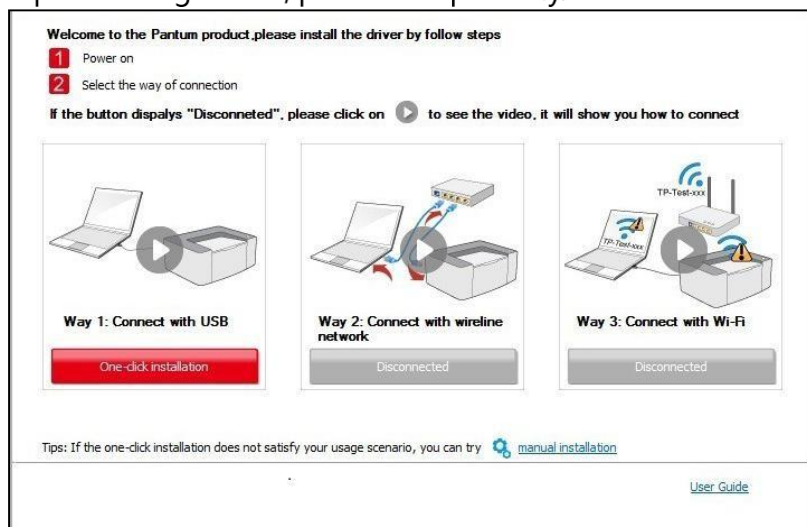 Welcome to the Pantum product,please install the driver by follow steps
1 Power on
2 Select the way of connection
If the button dispalys "Disconneted", please click on to see the video, it will show you how to connect
TP-Test-xxx
TP-Test-xxx
Way 1: Connect with USB
Way 2: Connect with wireline
network
Way 3: Connect with Wi-Fi
One-click installation
Disconnected
Disconnected
Tips: If the one-click installation does not satisfy your usage scenario, you can try manual installation
User Guide